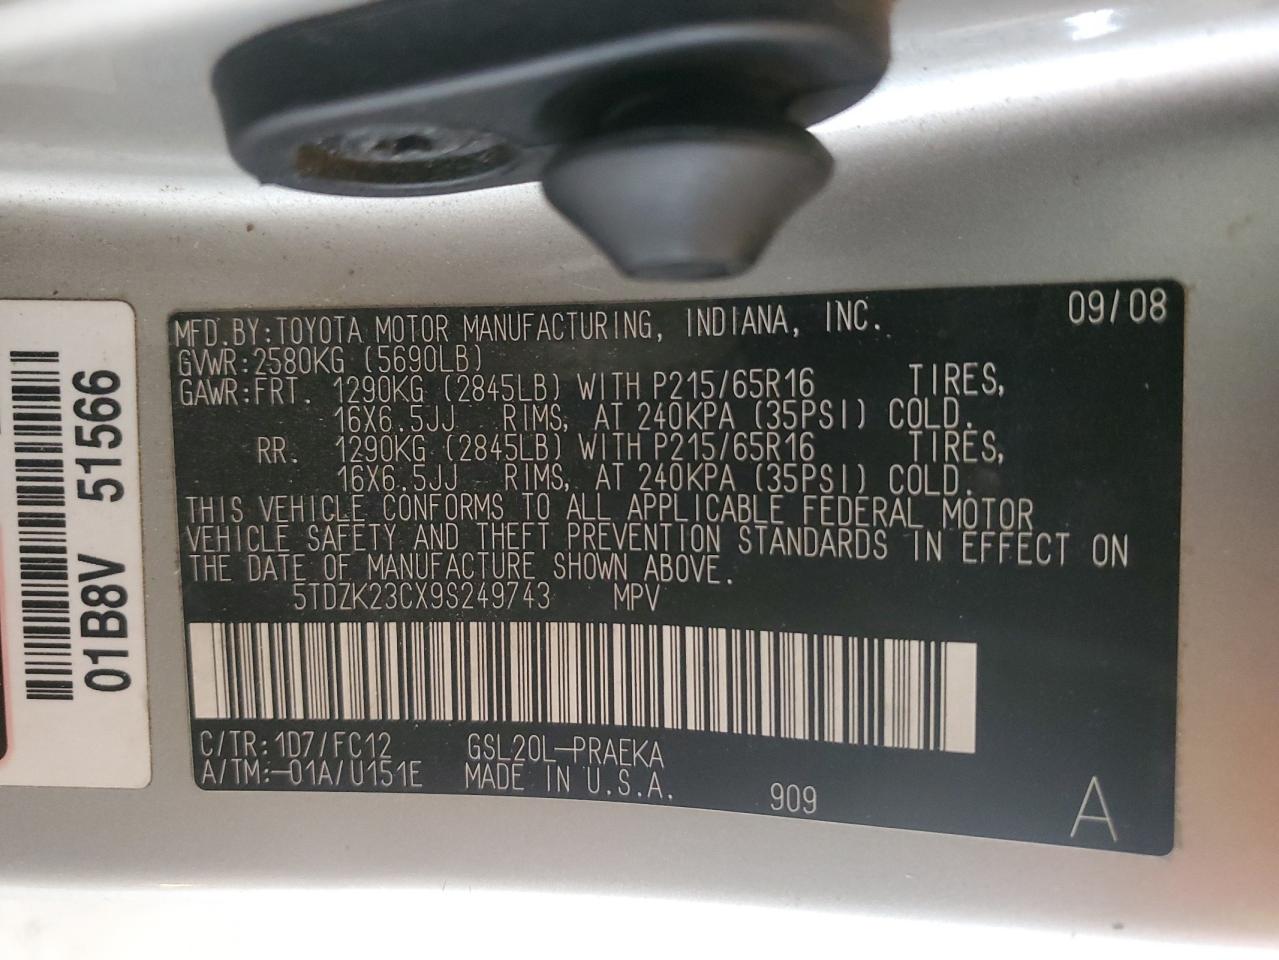 MFD.BY:TOYOTA MOTOR MANUFACTURING, INDIANA, INC. 09/08
GVWR:2580KG (5690LB)
GAWR:FRT. 1290KG (2845LB) WITH P215/65R16 TIRES,
16X6.5JJ RIMS, AT 240KPA (35PSI) COLD.
RR. 1290KG (2845LB) WITH P215/65R16 TIRES,
16X6.5JJ RIMS, AT 240KPA (35PSI) COLD.
THIS VEHICLE CONFORMS TO ALL APPLICABLE FEDERAL MOTOR
VEHICLE SAFETY AND THEFT PREVENTION STANDARDS IN EFFECT ON
THE DATE OF MANUFACTURE SHOWN ABOVE.
5TDZK23CX9S249743 MPV
C/TR:1D7/FC12 GSL20L-PRAEKA
A/TM:-01A/U151E MADE IN U.S.A.
909
A
01B8V 51566